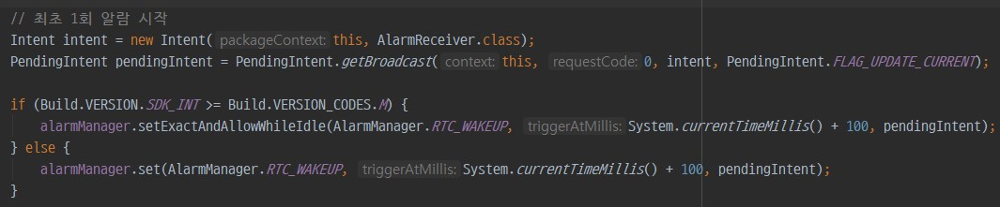 // 최초 1회 알람 시작
Intent intent = new Intent( packageContext: this, AlarmReceiver.class);
PendingIntent pendingIntent = PendingIntent.getBroadcast( context: this, requestCode: 0, intent, PendingIntent.FLAG_UPDATE_CURRENT);
if (Build.VERSION.SDK_INT >= Build.VERSION_CODES.M) {
alarmManager.setExactAndAllowWhileIdle(AlarmManager.RTC_WAKEUP, triggerAtMillis: System.currentTimeMillis() + 100, pendingIntent);
} else {
alarmManager.set(AlarmManager.RTC_WAKEUP, triggerAtMillis: System.currentTimeMillis() + 100, pendingIntent);
}